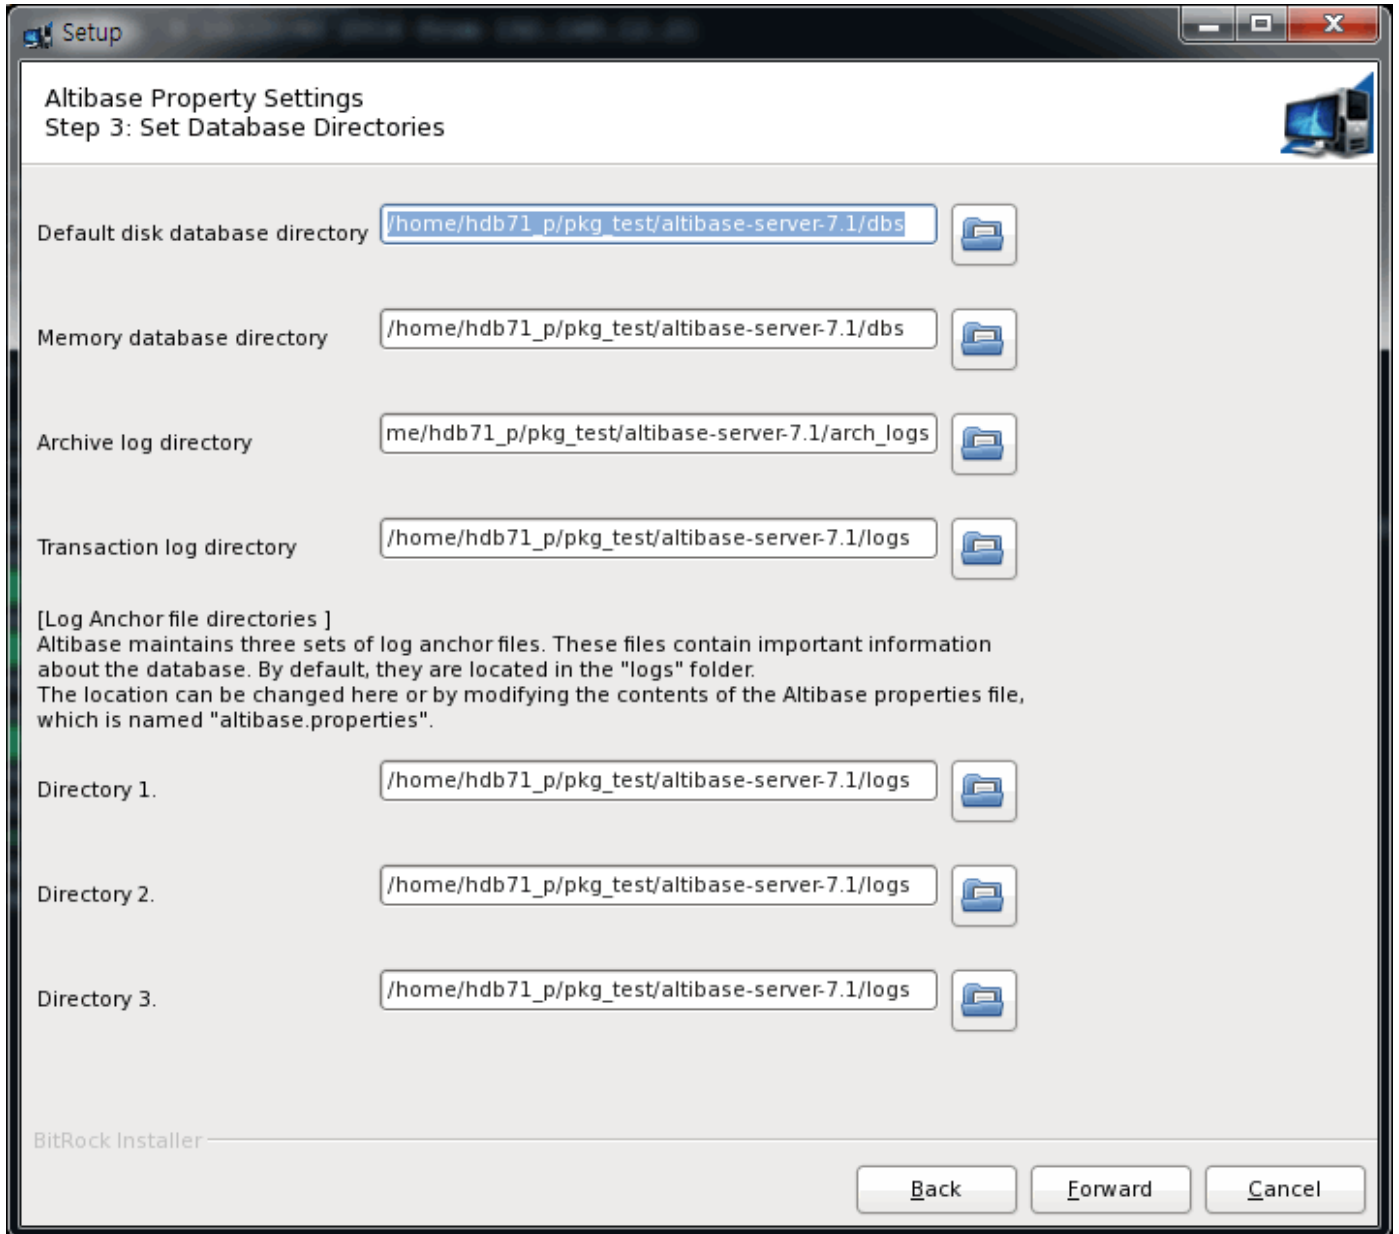 Setup
Altibase Property Settings
Step 3: Set Database Directories
Default disk database directory /home/hdb71_p/pkg_test/altibase-server-7.1/dbs
Memory database directory /home/hdb71_p/pkg_test/altibase-server-7.1/dbs
Archive log directory me/hdb71_p/pkg_test/altibase-server-7.1/arch_logs
Transaction log directory /home/hdb71_p/pkg_test/altibase-server-7.1/logs
[Log Anchor file directories ]
Altibase maintains three sets of log anchor files. These files contain important information
about the database. By default, they are located in the "logs" folder.
The location can be changed here or by modifying the contents of the Altibase properties file,
which is named "altibase.properties".
Directory 1. /home/hdb71_p/pkg_test/altibase-server-7.1/logs
Directory 2. /home/hdb71_p/pkg_test/altibase-server-7.1/logs
Directory 3. /home/hdb71_p/pkg_test/altibase-server-7.1/logs
BitRock Installer
Back Forward Cancel